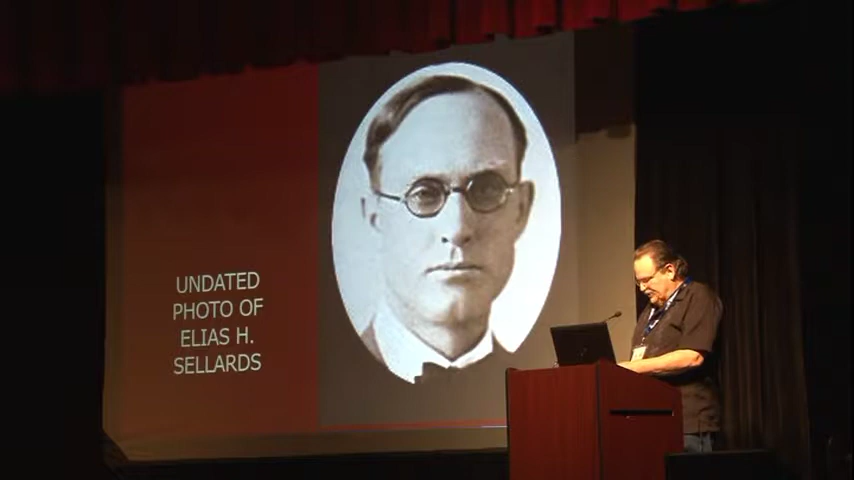 UNDATED
PHOTO OF
ELIAS H.
SELLARDS